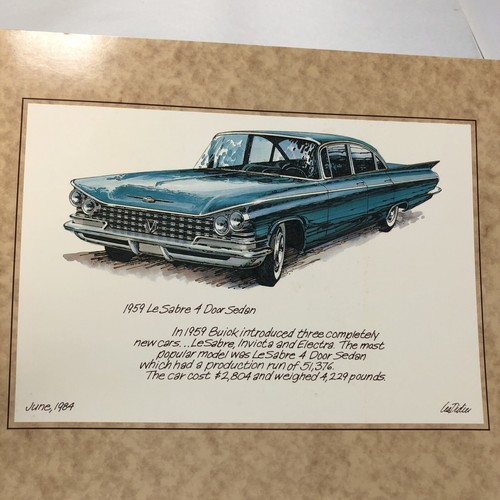 1959 LeSabre 4 Door Sedan
In 1959 Buick introduced three completely
new cars...LeSabre, Invicta and Electra. The most
popular model was LeSabre 4 Door Sedan
which had a production run of 51,376.
The car cost $2,804 and weighed 4,229 pounds.
June, 1984